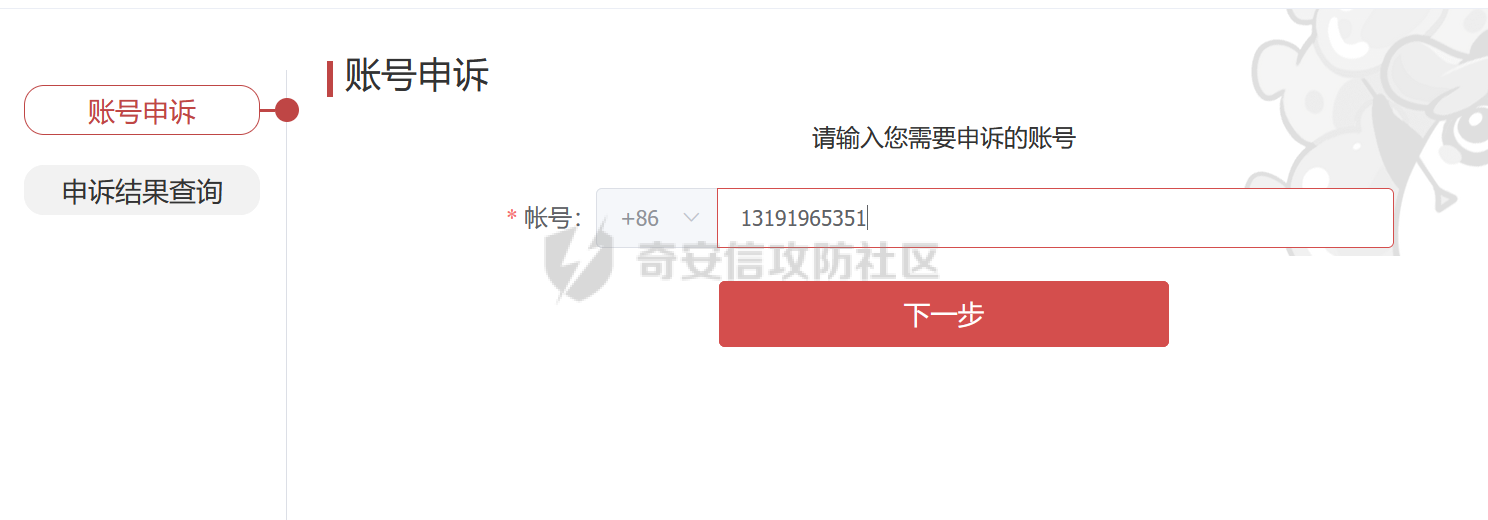 账号申诉
申诉结果查询
账号申诉
请输入您需要申诉的账号
* 帐号: +86 13191965351
奇安信攻防社区
下一步